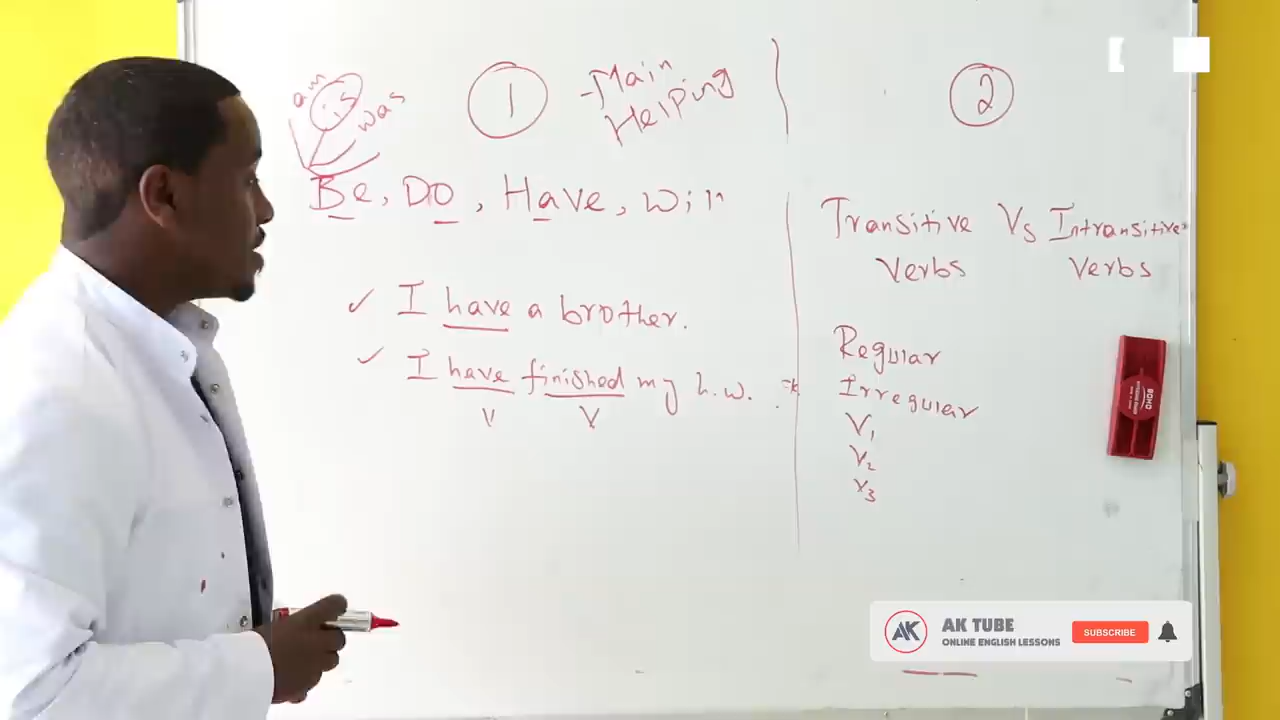 am
is
was
1
- Main
Helping
Be, Do, Have, will
✓ I have a brother.
✓ I have finished my h.w.
V V
2
Transitive Vs Intransitive
Verbs Verbs
Regular
Irregular
V1
V2
V3
AK TUBE
ONLINE ENGLISH LESSONS
SUBSCRIBE
AK